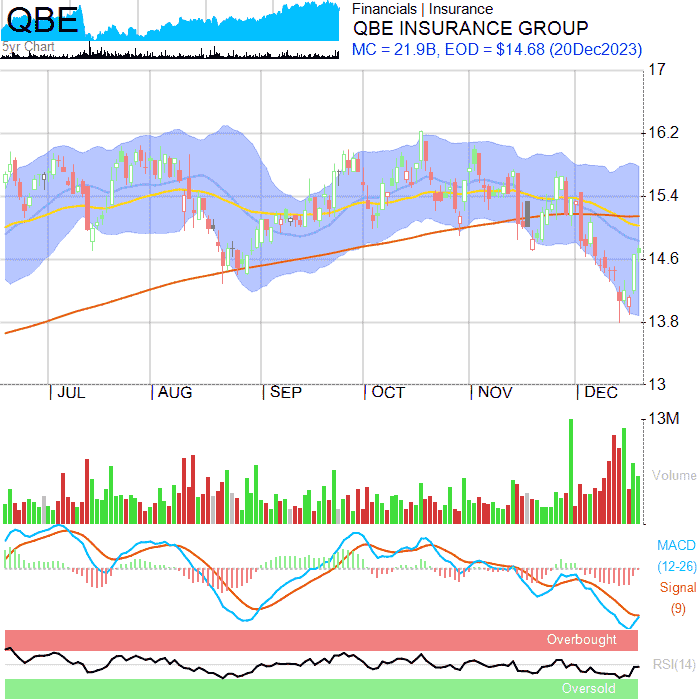 QBE
5yr Chart
Financials | Insurance
QBE INSURANCE GROUP
MC = 21.9B, EOD = $14.68 (20Dec2023)
17
16.2
15.4
14.6
13.8
13
JUL AUG SEP OCT NOV DEC
13M
Volume
MACD
(12-26)
Signal
(9)
Overbought
RSI(14)
Oversold